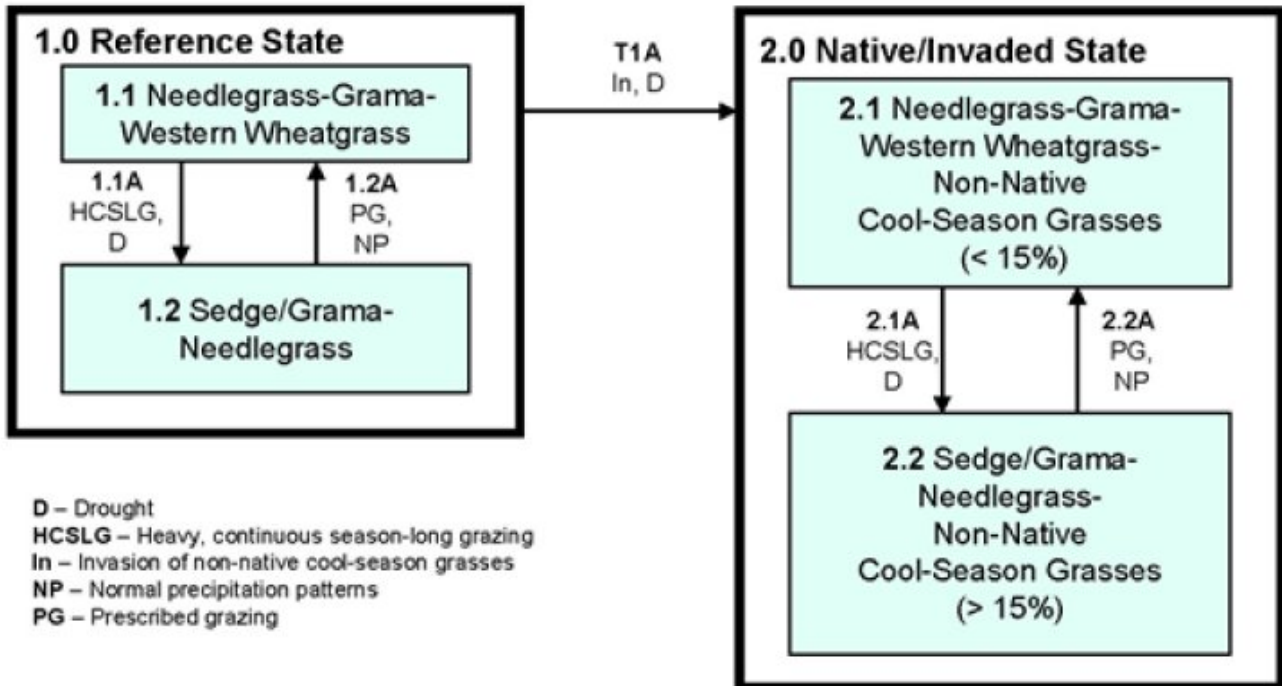 1.0 Reference State
1.1 Needlegrass-Grama-
Western Wheatgrass
1.1A
HCSLG,
D
1.2A
PG,
NP
1.2 Sedge/Grama-
Needlegrass
T1A
In, D
2.0 Native/Invaded State
2.1 Needlegrass-Grama-
Western Wheatgrass-
Non-Native
Cool-Season Grasses
(< 15%)
2.1A
HCSLG,
D
2.2A
PG,
NP
2.2 Sedge/Grama-
Needlegrass-
Non-Native
Cool-Season Grasses
(> 15%)
D – Drought
HCSLG – Heavy, continuous season-long grazing
In – Invasion of non-native cool-season grasses
NP – Normal precipitation patterns
PG – Prescribed grazing